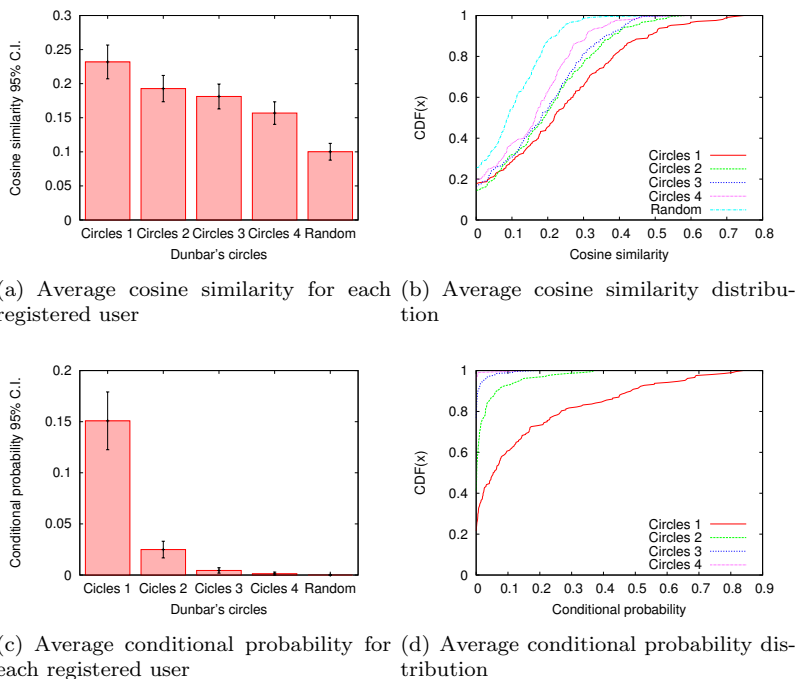 0.3
0.25
0.2
0.15
0.1
0.05
0
Cosine similarity 95% C.I.
Circles 1 Circles 2 Circles 3 Circles 4 Random
Dunbar's circles
1
0.8
0.6
0.4
0.2
0
CDF(x)
Circles 1
Circles 2
Circles 3
Circles 4
Random
0 0.1 0.2 0.3 0.4 0.5 0.6 0.7 0.8
Cosine similarity
(a) Average cosine similarity for each
registered user
(b) Average cosine similarity distribu-
tion
0.2
0.15
0.1
0.05
0
Conditional probability 95% C.I.
Cicles 1 Cicles 2 Cicles 3 Cicles 4 Random
Dunbar's circles
1
0.8
0.6
0.4
0.2
0
CDF(x)
Circles 1
Circles 2
Circles 3
Circles 4
0 0.1 0.2 0.3 0.4 0.5 0.6 0.7 0.8 0.9
Conditional probability
(c) Average conditional probability for
each registered user
(d) Average conditional probability dis-
tribution